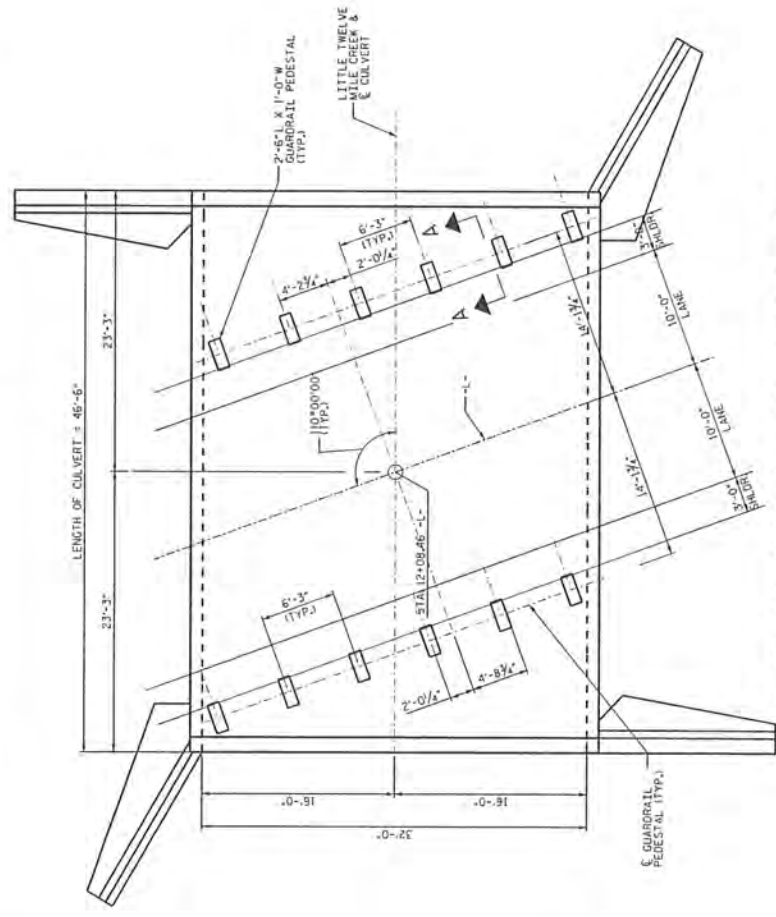 LENGTH OF CULVERT = 46'-6"
23'-3"
23'-3"
LITTLE TWELVE
MILE CREEK &
℄ CULVERT
2'-6"L X 1'-0"W
GUARDRAIL PEDESTAL
(TYP.)
6'-3"
(TYP.)
2'-0¼"
4'-2¾"
A
A
110°00'00"
(TYP.)
-L-
STA. 12+08.46 -L-
6'-3"
(TYP.)
2'-0¼"
4'-8¾"
14'-1¾"
14'-1¾"
3'-0"
SHLDR
10'-0"
LANE
10'-0"
LANE
3'-0"
SHLDR
16'-0"
16'-0"
32'-0"
℄ GUARDRAIL
PEDESTAL (TYP.)